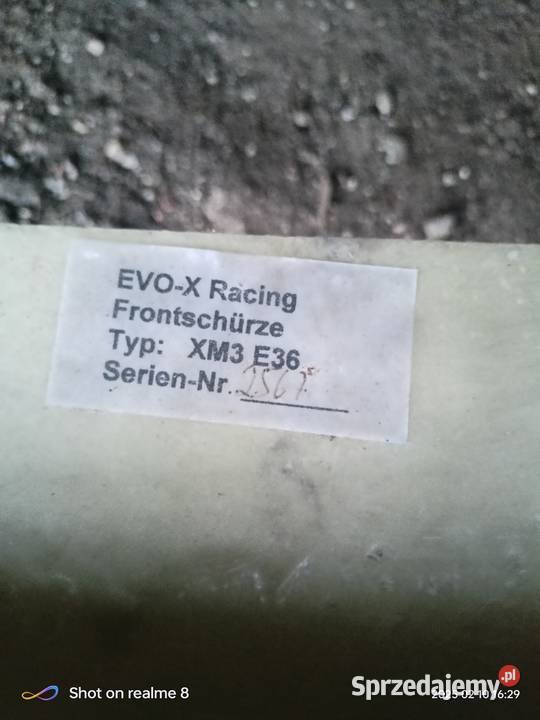 EVO-X Racing
Frontschürze
Typ: XM3 E36
Serien-Nr.
Shot on realme 8
Sprzedajemy.pl